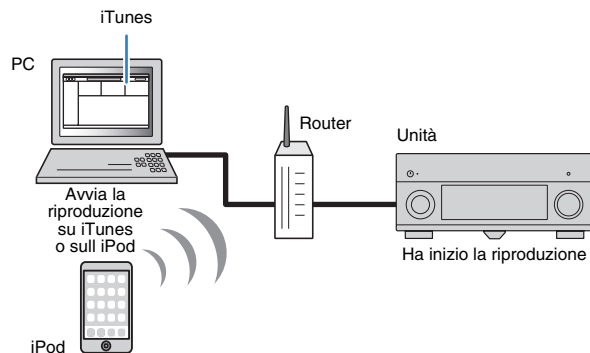 iTunes
PC
Router
Unità
Avvia la
riproduzione
su iTunes
o sull iPod
Ha inizio la riproduzione
iPod